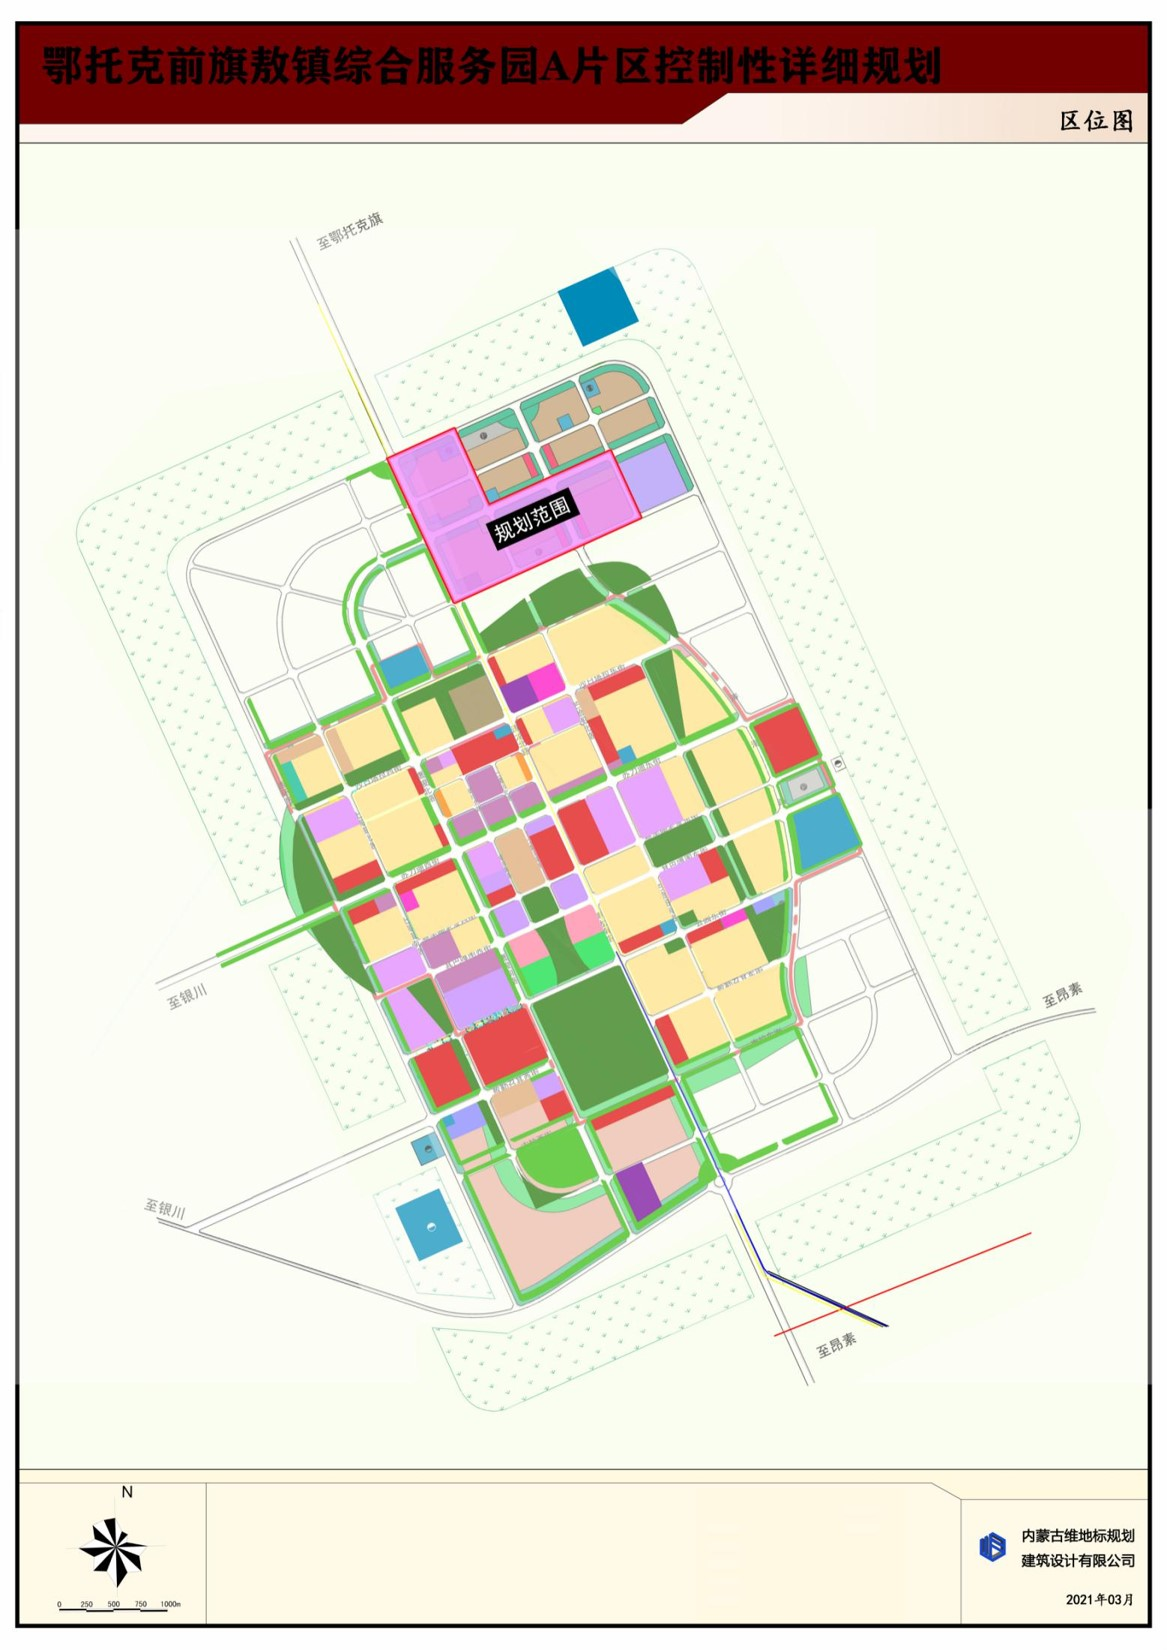 鄂托克前旗敖镇综合服务园A片区控制性详细规划
区位图
至鄂托克旗
规划范围
至银川
至昂素
至银川
至昂素
N
0 250 500 750 1000m
内蒙古维地标规划
建筑设计有限公司
2021年03月